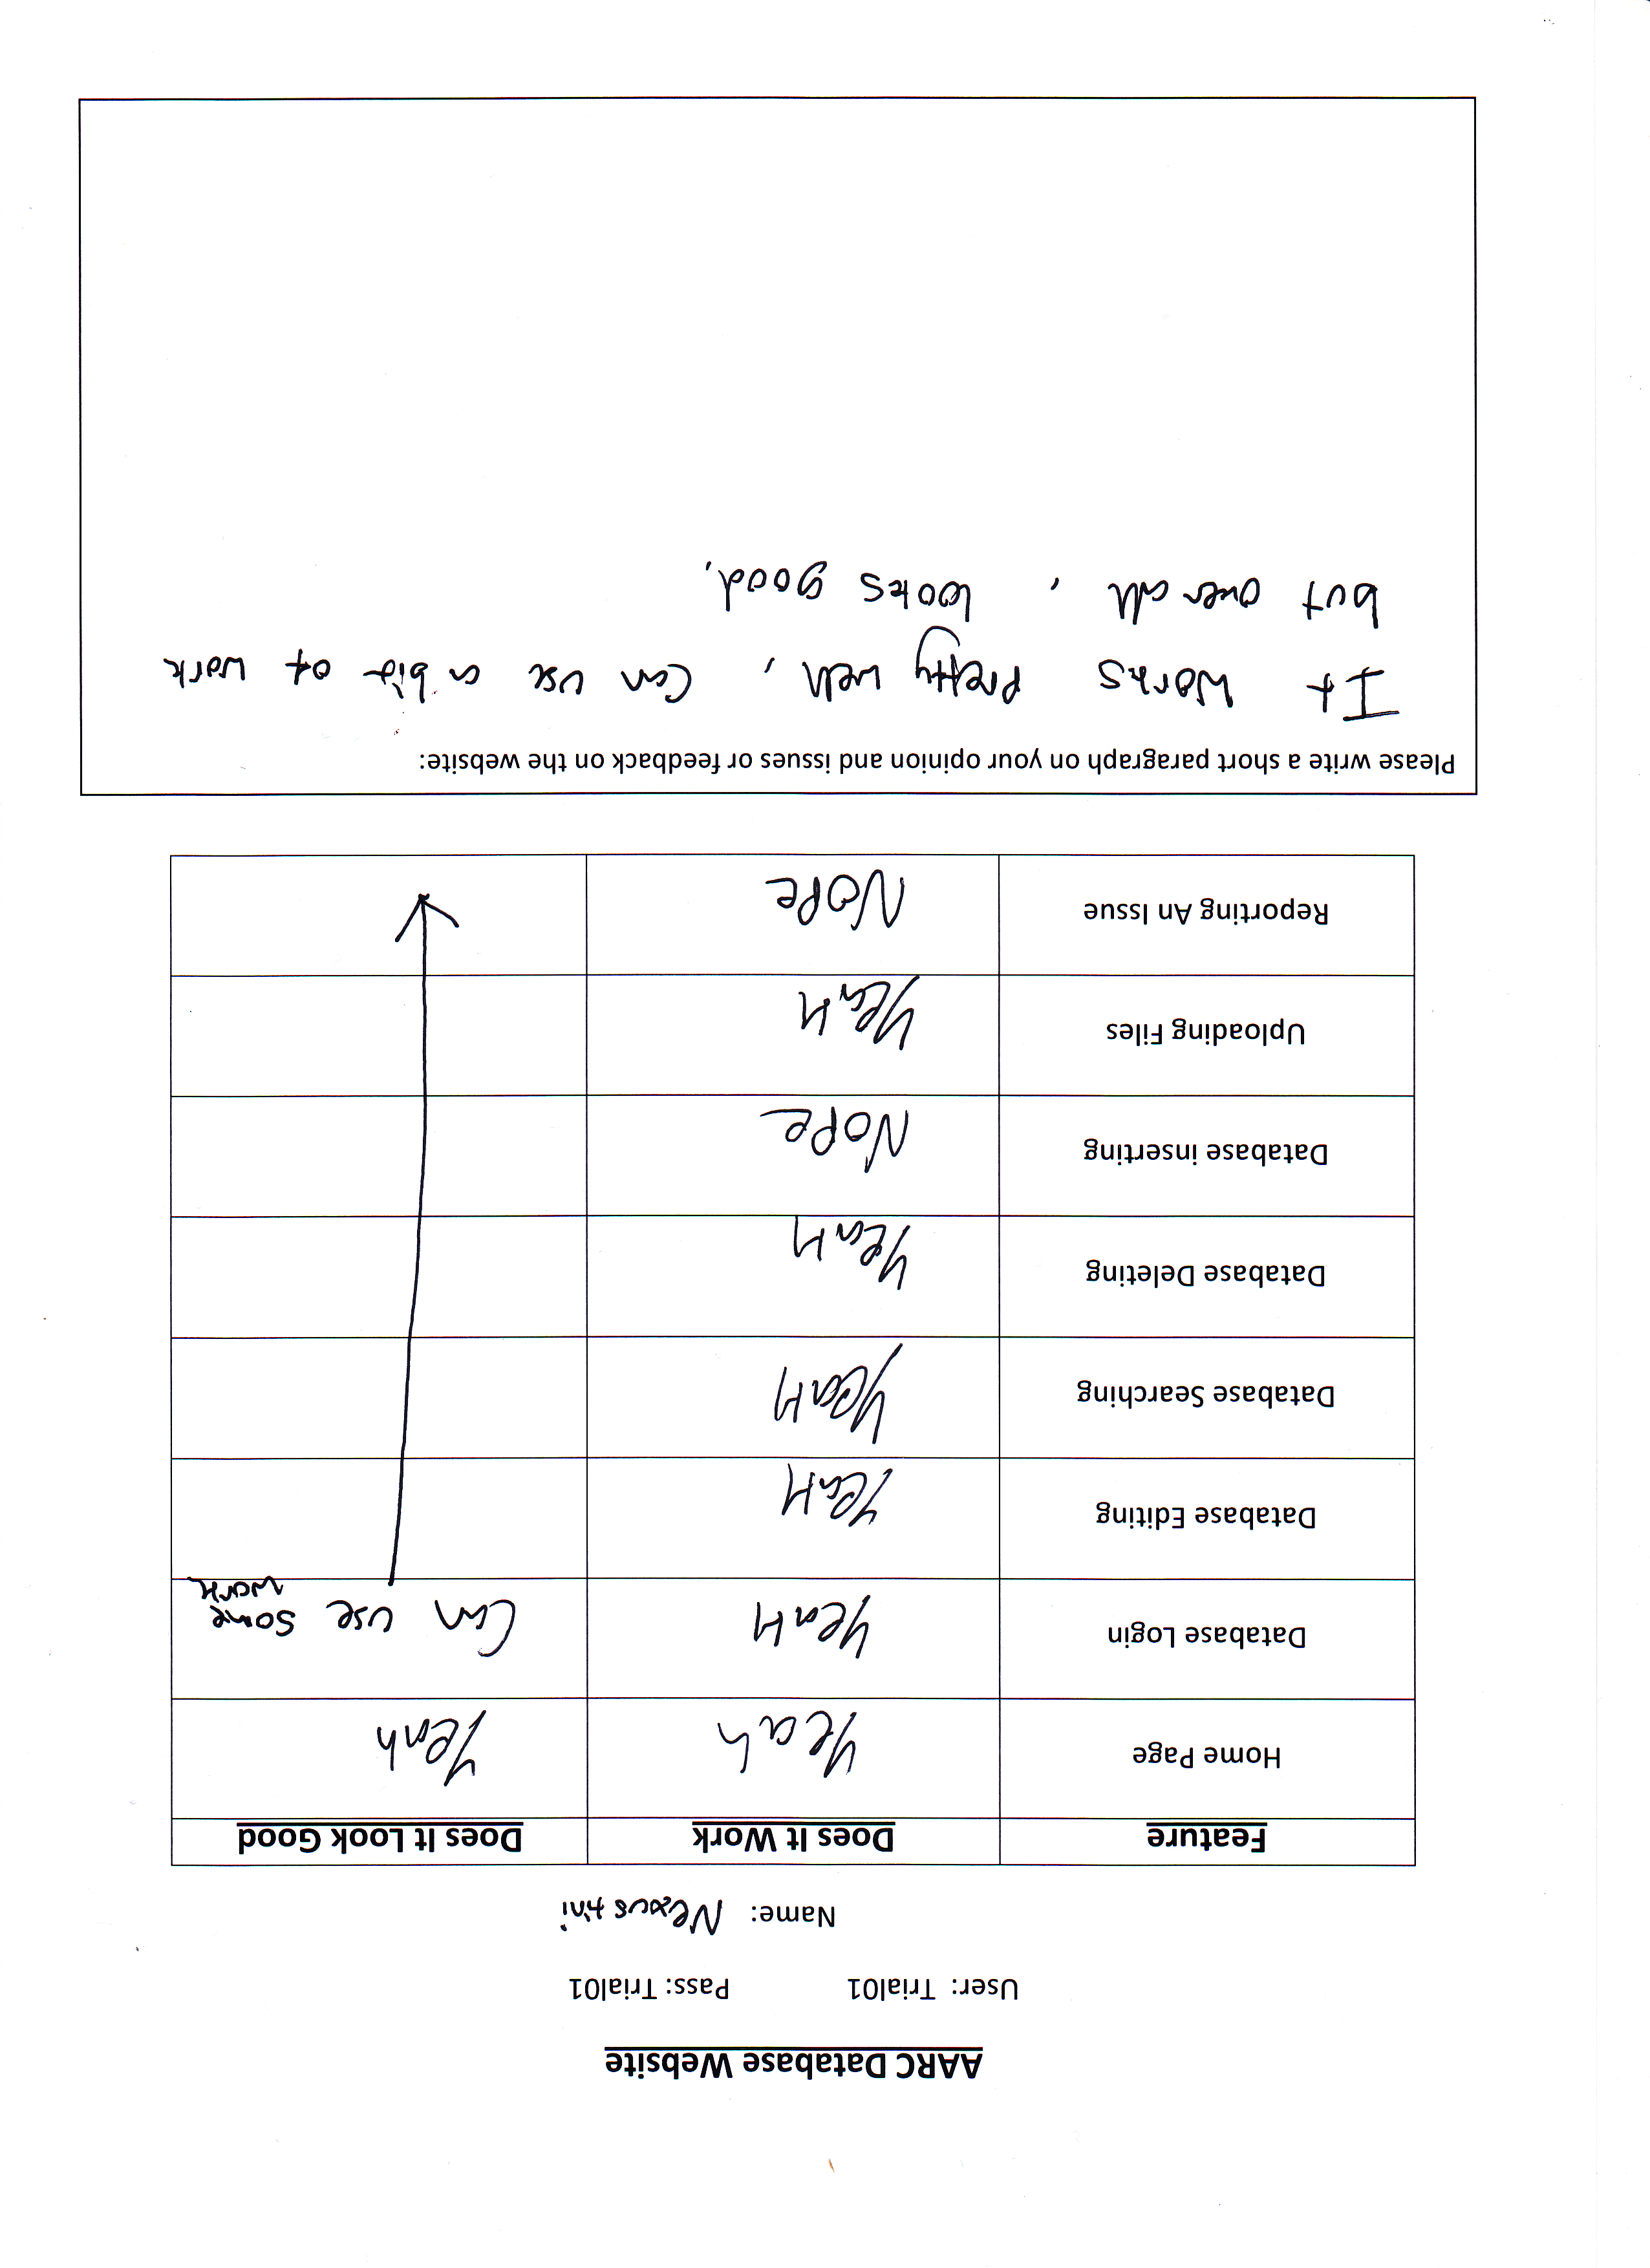 AARC Database Website
User: Trial01 Pass: Trial01
Name: Nexus tini
Feature Does It Work Does It Look Good
Home Page Yeah Yeah
Database Login YeaH Can use some work
Database Editing YeaH
Database Searching YeaH
Database Deleting YeaH
Database inserting NoPe
Uploading Files YeaH
Reporting An Issue NoPe
Please write a short paragraph on your opinion and issues or feedback on the website:
It works pretty well, Can use a bit of work
but overall, looks good.